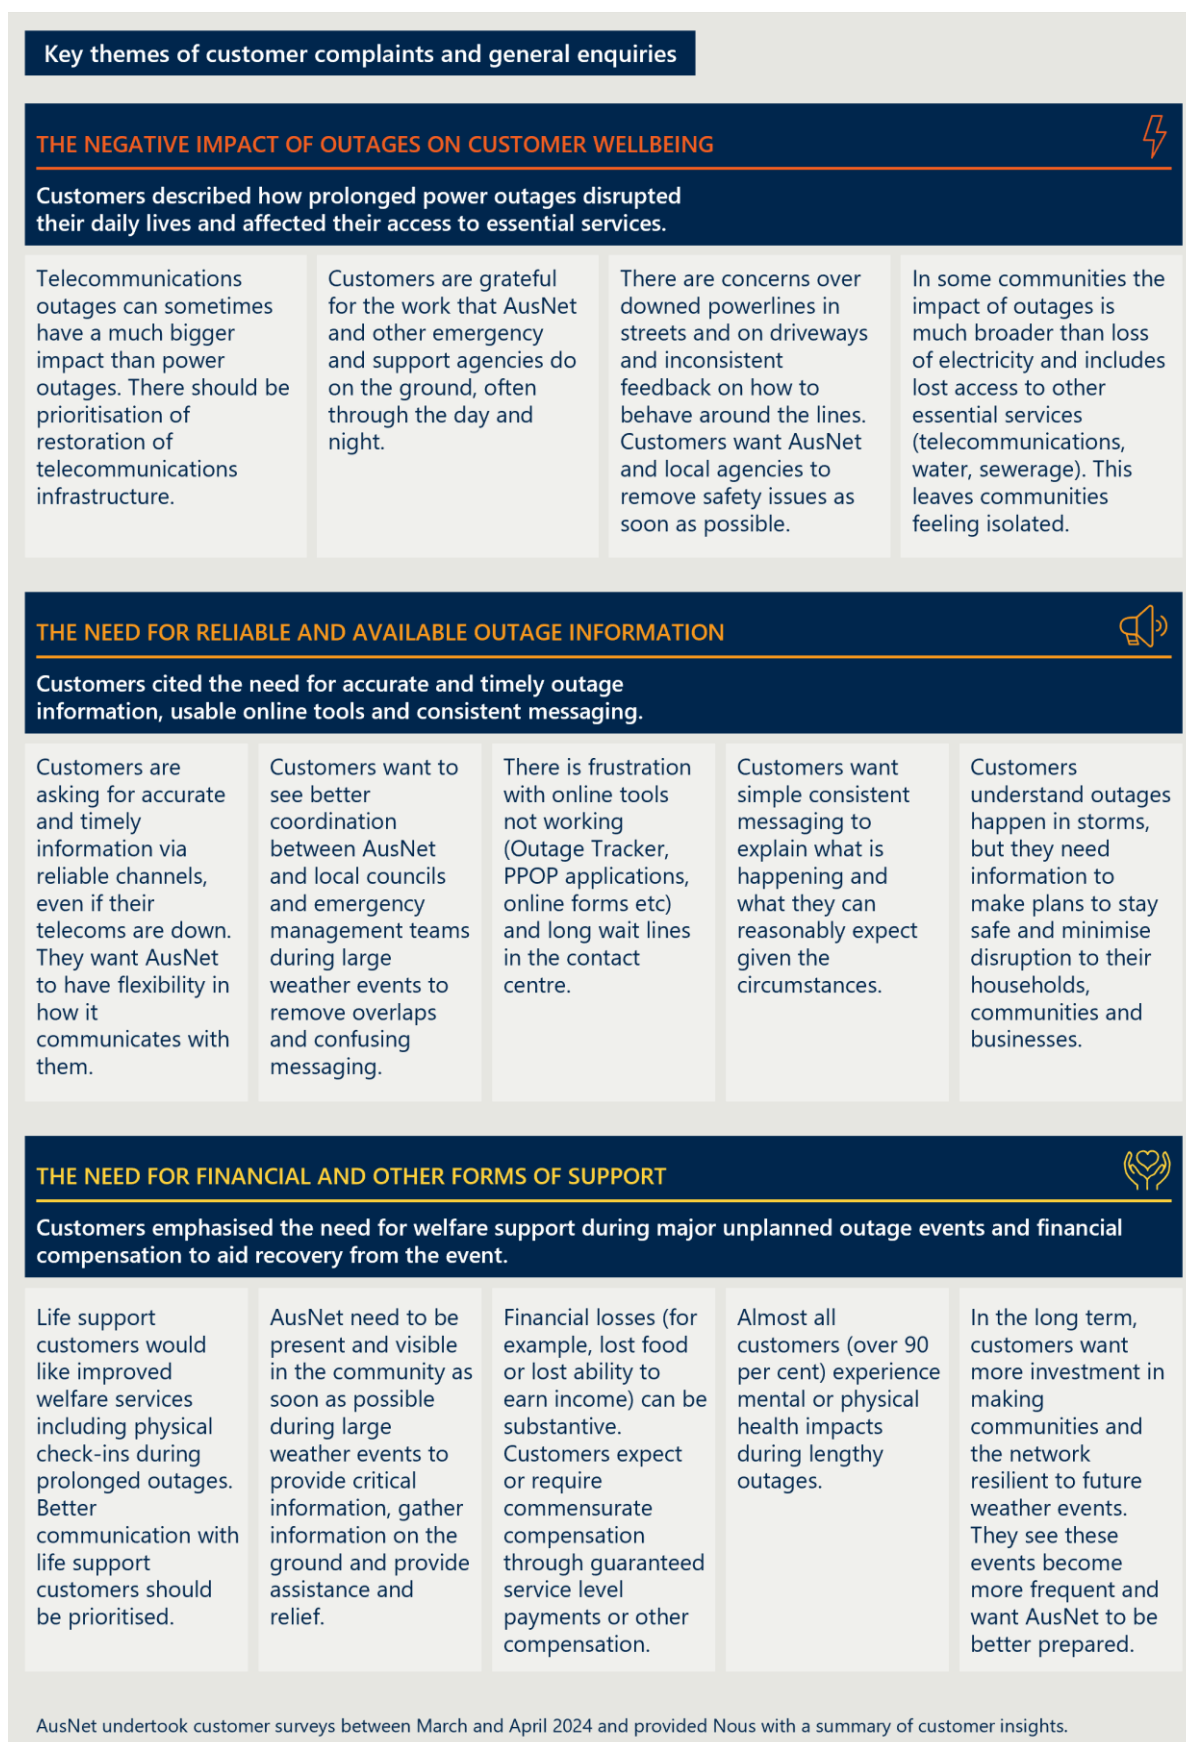 Key themes of customer complaints and general enquiries
THE NEGATIVE IMPACT OF OUTAGES ON CUSTOMER WELLBEING
Customers described how prolonged power outages disrupted
their daily lives and affected their access to essential services.
Telecommunications
outages can sometimes
have a much bigger
impact than power
outages. There should be
prioritisation of
restoration of
telecommunications
infrastructure.
Customers are grateful
for the work that AusNet
and other emergency
and support agencies do
on the ground, often
through the day and
night.
There are concerns over
downed powerlines in
streets and on driveways
and inconsistent
feedback on how to
behave around the lines.
Customers want AusNet
and local agencies to
remove safety issues as
soon as possible.
In some communities the
impact of outages is
much broader than loss
of electricity and includes
lost access to other
essential services
(telecommunications,
water, sewerage). This
leaves communities
feeling isolated.
THE NEED FOR RELIABLE AND AVAILABLE OUTAGE INFORMATION
Customers cited the need for accurate and timely outage
information, usable online tools and consistent messaging.
Customers are
asking for accurate
and timely
information via
reliable channels,
even if their
telecoms are down.
They want AusNet
to have flexibility in
how it
communicates with
them.
Customers want to
see better
coordination
between AusNet
and local councils
and emergency
management teams
during large
weather events to
remove overlaps
and confusing
messaging.
There is frustration
with online tools
not working
(Outage Tracker,
PPOP applications,
online forms etc)
and long wait lines
in the contact
centre.
Customers want
simple consistent
messaging to
explain what is
happening and
what they can
reasonably expect
given the
circumstances.
Customers
understand outages
happen in storms,
but they need
information to
make plans to stay
safe and minimise
disruption to their
households,
communities and
businesses.
THE NEED FOR FINANCIAL AND OTHER FORMS OF SUPPORT
Customers emphasised the need for welfare support during major unplanned outage events and financial
compensation to aid recovery from the event.
Life support
customers would
like improved
welfare services
including physical
check-ins during
prolonged outages.
Better
communication with
life support
customers should
be prioritised.
AusNet need to be
present and visible
in the community as
soon as possible
during large
weather events to
provide critical
information, gather
information on the
ground and provide
assistance and
relief.
Financial losses (for
example, lost food
or lost ability to
earn income) can be
substantive.
Customers expect
or require
commensurate
compensation
through guaranteed
service level
payments or other
compensation.
Almost all
customers (over 90
per cent) experience
mental or physical
health impacts
during lengthy
outages.
In the long term,
customers want
more investment in
making
communities and
the network
resilient to future
weather events.
They see these
events become
more frequent and
want AusNet to be
better prepared.
AusNet undertook customer surveys between March and April 2024 and provided Nous with a summary of customer insights.